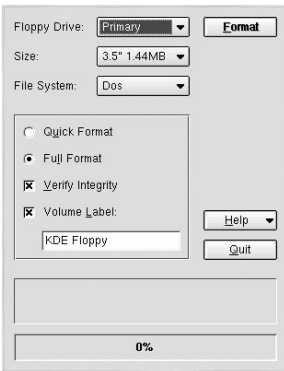 Floppy Drive: Primary Format
Size: 3.5" 1.44MB
File System: Dos
Quick Format
Full Format
Verify Integrity
Volume Label:
KDE Floppy
Help
Quit
0%